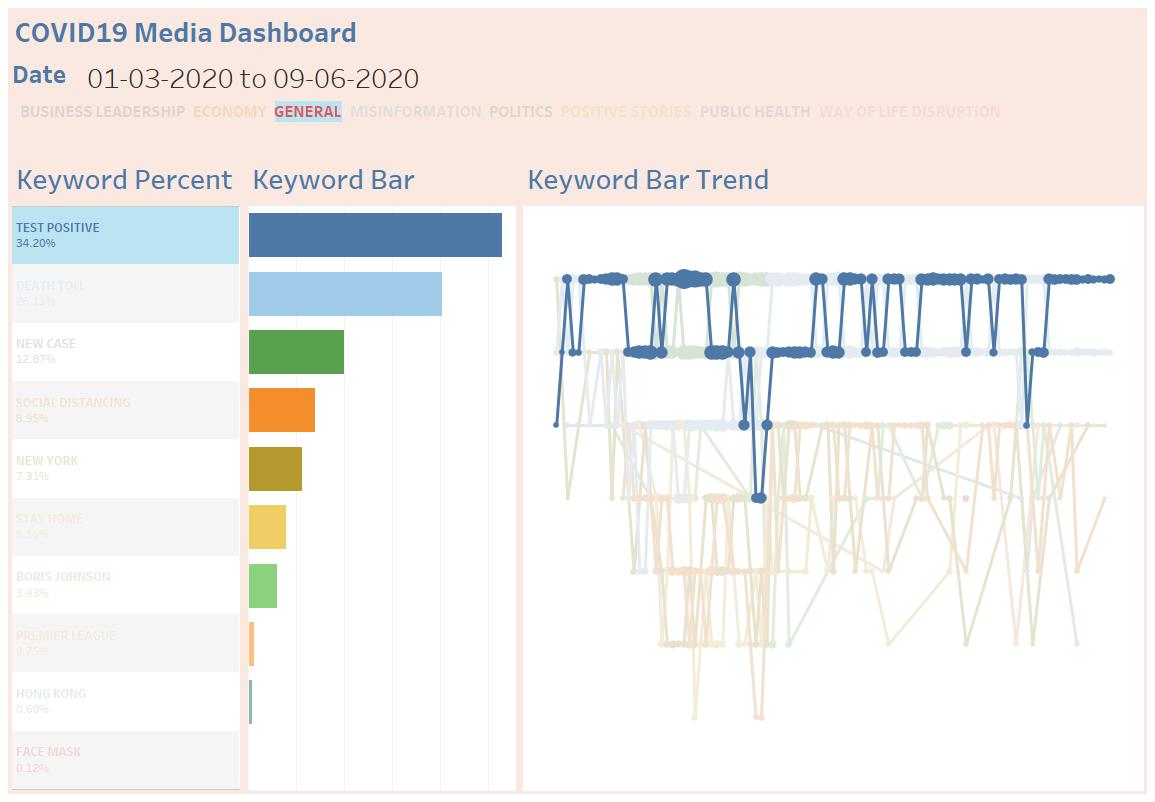 COVID19 Media Dashboard
Date 01-03-2020 to 09-06-2020
BUSINESS LEADERSHIP ECONOMY GENERAL MISINFORMATION POLITICS POSITIVE STORIES PUBLIC HEALTH WAY OF LIFE DISRUPTION
Keyword Percent Keyword Bar Keyword Bar Trend
TEST POSITIVE
34.20%
DEATH TOLL
26.11%
NEW CASE
12.87%
SOCIAL DISTANCING
8.95%
NEW YORK
7.31%
STAY HOME
BORIS JOHNSON
3.93%
PREMIER LEAGUE
0.75%
HONG KONG
0.60%
FACE MASK
0.12%